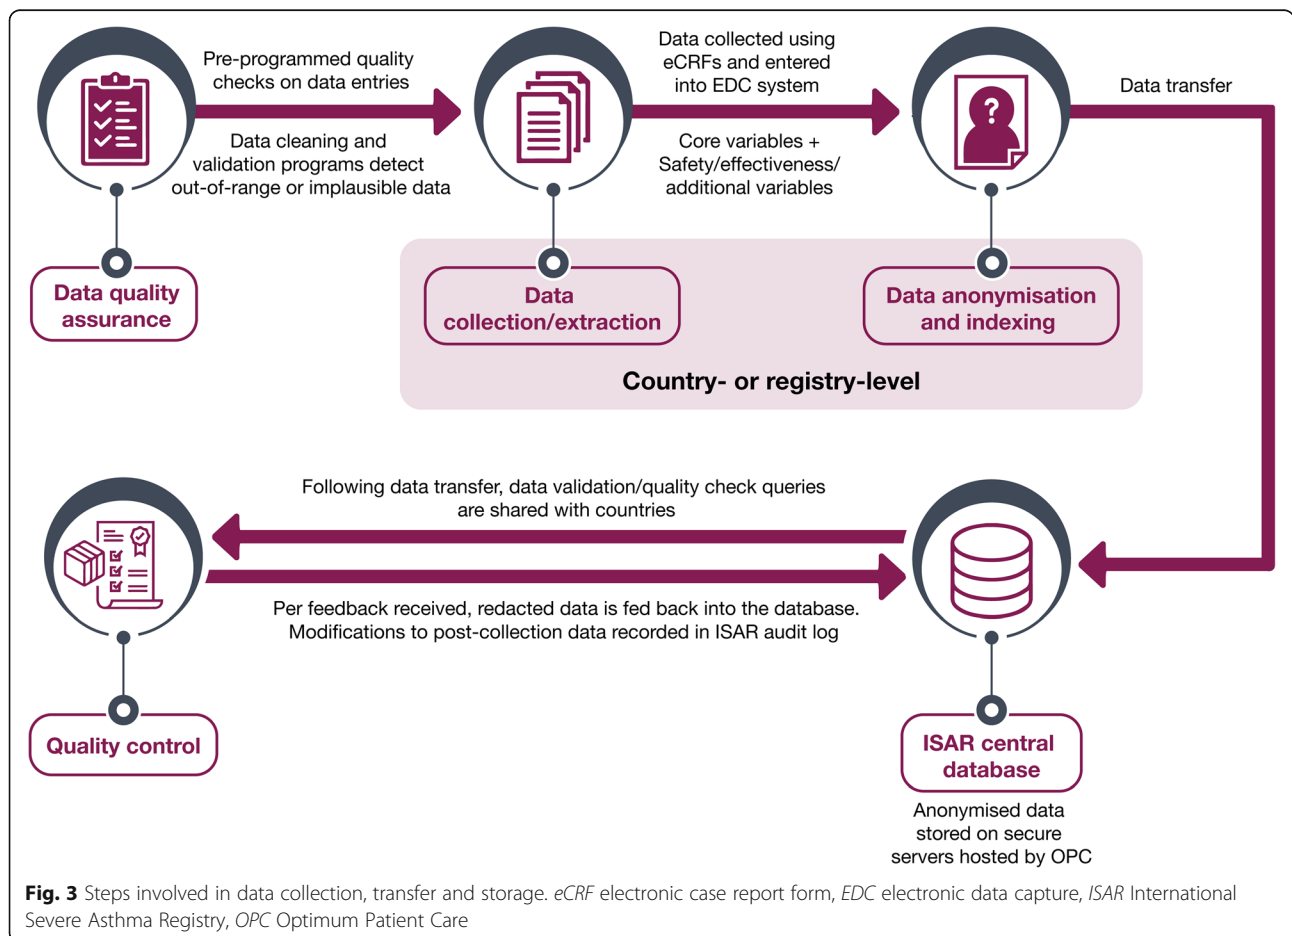 Pre-programmed quality
checks on data entries
Data cleaning and
validation programs detect
out-of-range or implausible data
Data collected using
eCRFs and entered
into EDC system
Core variables +
Safety/effectiveness/
additional variables
?
Data transfer
Data quality
assurance
Data
collection/extraction
Data anonymisation
and indexing
Country- or registry-level
Following data transfer, data validation/quality check queries
are shared with countries
Per feedback received, redacted data is fed back into the database.
Modifications to post-collection data recorded in ISAR audit log
Quality control
ISAR central
database
Anonymised data
stored on secure
servers hosted by OPC
Fig. 3 Steps involved in data collection, transfer and storage. eCRF electronic case report form, EDC electronic data capture, ISAR International
Severe Asthma Registry, OPC Optimum Patient Care